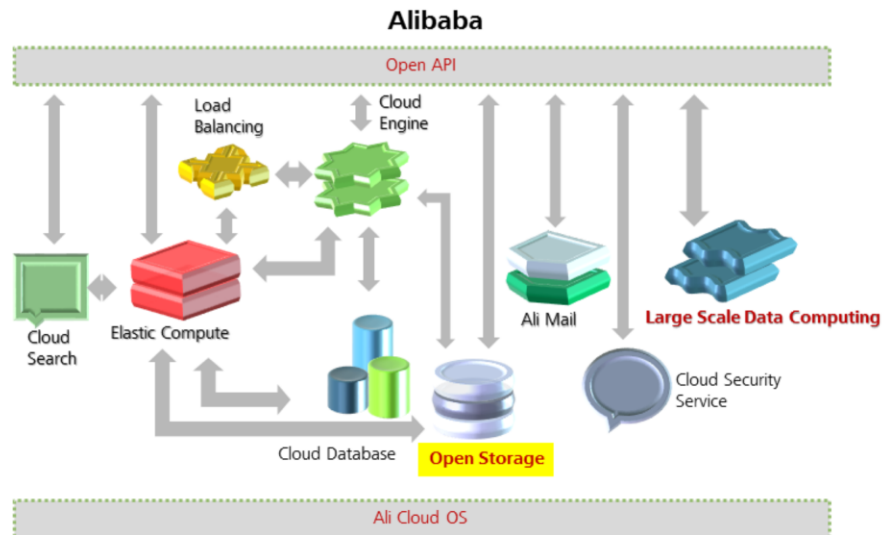 Alibaba
Open API
Load
Balancing
Cloud
Engine
Cloud
Search
Elastic Compute
Ali Mail
Large Scale Data Computing
Cloud Security
Service
Cloud Database
Open Storage
Ali Cloud OS